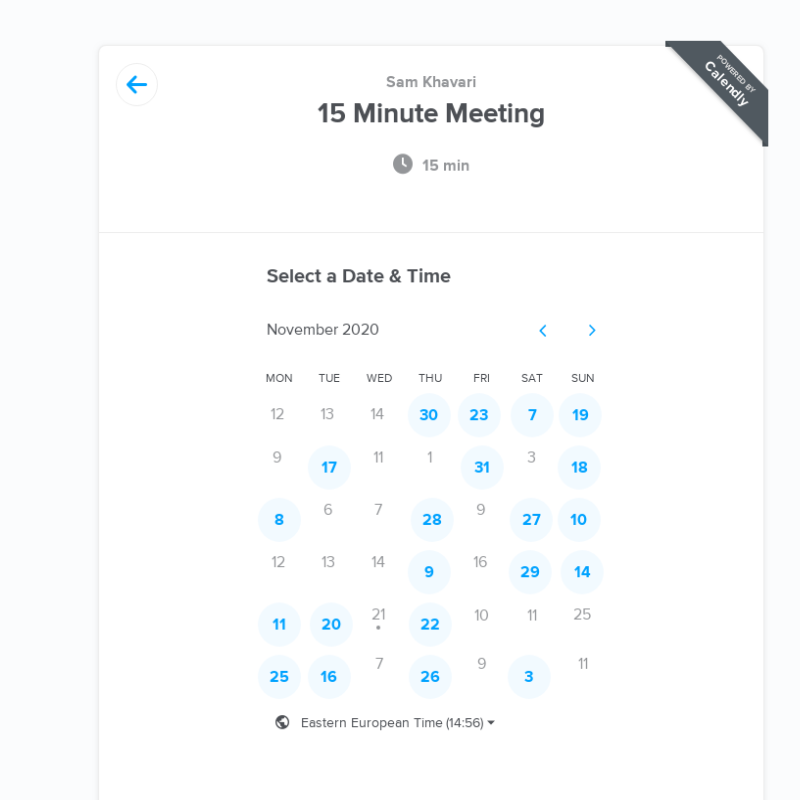 POWERED BY
Calendly
Sam Khavari
15 Minute Meeting
15 min
Select a Date & Time
November 2020
MON TUE WED THU FRI SAT SUN
12 13 14 30 23 7 19
9 17 11 1 31 3 18
8 6 7 28 9 27 10
12 13 14 9 16 29 14
11 20 21 22 10 11 25
25 16 7 26 9 3 11
Eastern European Time (14:56)